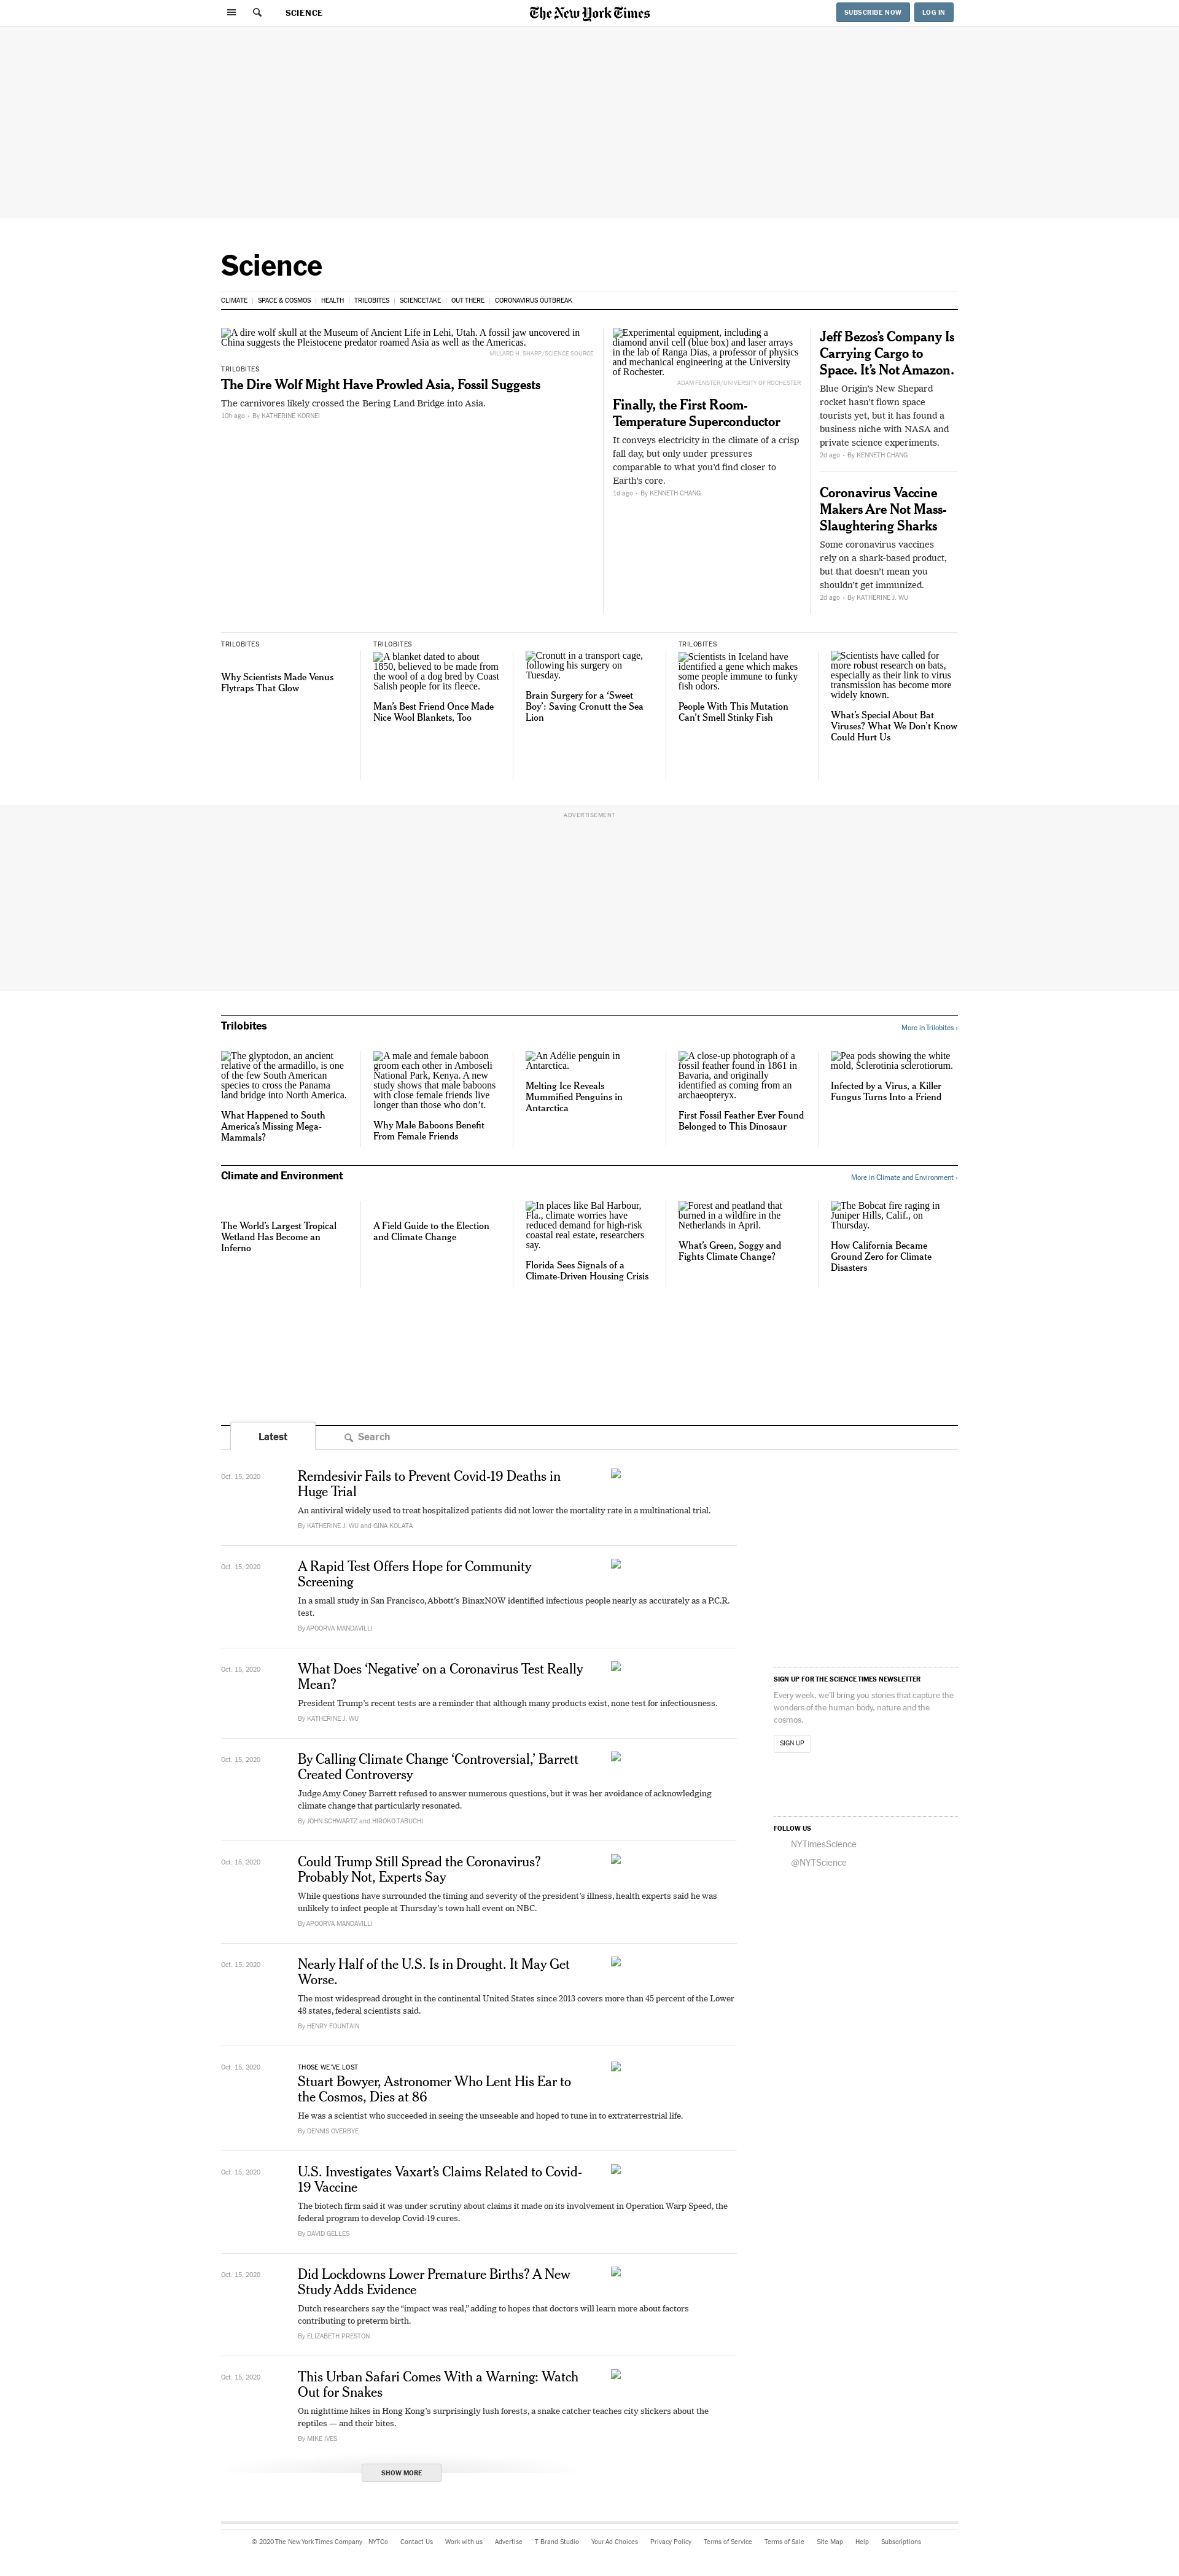 SCIENCE
The New York Times
SUBSCRIBE NOW
LOG IN
Science
CLIMATE
SPACE & COSMOS
HEALTH
TRILOBITES
SCIENCETAKE
OUT THERE
CORONAVIRUS OUTBREAK
A dire wolf skull at the Museum of Ancient Life in Lehi, Utah. A fossil jaw uncovered in
China suggests the Pleistocene predator roamed Asia as well as the Americas.
MILLARD H. SHARP/SCIENCE SOURCE
TRILOBITES
The Dire Wolf Might Have Prowled Asia, Fossil Suggests
The carnivores likely crossed the Bering Land Bridge into Asia.
10h ago • By KATHERINE KORNEI
Experimental equipment, including a
diamond anvil cell (blue box) and laser arrays
in the lab of Ranga Dias, a professor of physics
and mechanical engineering at the University
of Rochester.
ADAM FENSTER/UNIVERSITY OF ROCHESTER
Finally, the First Room-
Temperature Superconductor
It conveys electricity in the climate of a crisp
fall day, but only under pressures
comparable to what you’d find closer to
Earth’s core.
1d ago • By KENNETH CHANG
Jeff Bezos’s Company Is
Carrying Cargo to
Space. It’s Not Amazon.
Blue Origin’s New Shepard
rocket hasn’t flown space
tourists yet, but it has found a
business niche with NASA and
private science experiments.
2d ago • By KENNETH CHANG
Coronavirus Vaccine
Makers Are Not Mass-
Slaughtering Sharks
Some coronavirus vaccines
rely on a shark-based product,
but that doesn’t mean you
shouldn’t get immunized.
2d ago • By KATHERINE J. WU
TRILOBITES
Why Scientists Made Venus
Flytraps That Glow
TRILOBITES
A blanket dated to about
1850, believed to be made from
the wool of a dog bred by Coast
Salish people for its fleece.
Man’s Best Friend Once Made
Nice Wool Blankets, Too
Cronutt in a transport cage,
following his surgery on
Tuesday.
Brain Surgery for a ‘Sweet
Boy’: Saving Cronutt the Sea
Lion
TRILOBITES
Scientists in Iceland have
identified a gene which makes
some people immune to funky
fish odors.
People With This Mutation
Can’t Smell Stinky Fish
Scientists have called for
more robust research on bats,
especially as their link to virus
transmission has become more
widely known.
What’s Special About Bat
Viruses? What We Don’t Know
Could Hurt Us
ADVERTISEMENT
Trilobites
More in Trilobites ›
The glyptodon, an ancient
relative of the armadillo, is one
of the few South American
species to cross the Panama
land bridge into North America.
What Happened to South
America’s Missing Mega-
Mammals?
A male and female baboon
groom each other in Amboseli
National Park, Kenya. A new
study shows that male baboons
with close female friends live
longer than those who don’t.
Why Male Baboons Benefit
From Female Friends
An Adélie penguin in
Antarctica.
Melting Ice Reveals
Mummified Penguins in
Antarctica
A close-up photograph of a
fossil feather found in 1861 in
Bavaria, and originally
identified as coming from an
archaeopteryx.
First Fossil Feather Ever Found
Belonged to This Dinosaur
Pea pods showing the white
mold, Sclerotinia sclerotiorum.
Infected by a Virus, a Killer
Fungus Turns Into a Friend
Climate and Environment
More in Climate and Environment ›
The World’s Largest Tropical
Wetland Has Become an
Inferno
A Field Guide to the Election
and Climate Change
In places like Bal Harbour,
Fla., climate worries have
reduced demand for high-risk
coastal real estate, researchers
say.
Florida Sees Signals of a
Climate-Driven Housing Crisis
Forest and peatland that
burned in a wildfire in the
Netherlands in April.
What’s Green, Soggy and
Fights Climate Change?
The Bobcat fire raging in
Juniper Hills, Calif., on
Thursday.
How California Became
Ground Zero for Climate
Disasters
Latest
Search
Oct. 15, 2020
Remdesivir Fails to Prevent Covid-19 Deaths in
Huge Trial
An antiviral widely used to treat hospitalized patients did not lower the mortality rate in a multinational trial.
By KATHERINE J. WU and GINA KOLATA
Oct. 15, 2020
A Rapid Test Offers Hope for Community
Screening
In a small study in San Francisco, Abbott’s BinaxNOW identified infectious people nearly as accurately as a P.C.R.
test.
By APOORVA MANDAVILLI
Oct. 15, 2020
What Does ‘Negative’ on a Coronavirus Test Really
Mean?
President Trump’s recent tests are a reminder that although many products exist, none test for infectiousness.
By KATHERINE J. WU
Oct. 15, 2020
By Calling Climate Change ‘Controversial,’ Barrett
Created Controversy
Judge Amy Coney Barrett refused to answer numerous questions, but it was her avoidance of acknowledging
climate change that particularly resonated.
By JOHN SCHWARTZ and HIROKO TABUCHI
Oct. 15, 2020
Could Trump Still Spread the Coronavirus?
Probably Not, Experts Say
While questions have surrounded the timing and severity of the president’s illness, health experts said he was
unlikely to infect people at Thursday’s town hall event on NBC.
By APOORVA MANDAVILLI
Oct. 15, 2020
Nearly Half of the U.S. Is in Drought. It May Get
Worse.
The most widespread drought in the continental United States since 2013 covers more than 45 percent of the Lower
48 states, federal scientists said.
By HENRY FOUNTAIN
Oct. 15, 2020
THOSE WE’VE LOST
Stuart Bowyer, Astronomer Who Lent His Ear to
the Cosmos, Dies at 86
He was a scientist who succeeded in seeing the unseeable and hoped to tune in to extraterrestrial life.
By DENNIS OVERBYE
Oct. 15, 2020
U.S. Investigates Vaxart’s Claims Related to Covid-
19 Vaccine
The biotech firm said it was under scrutiny about claims it made on its involvement in Operation Warp Speed, the
federal program to develop Covid-19 cures.
By DAVID GELLES
Oct. 15, 2020
Did Lockdowns Lower Premature Births? A New
Study Adds Evidence
Dutch researchers say the “impact was real,” adding to hopes that doctors will learn more about factors
contributing to preterm birth.
By ELIZABETH PRESTON
Oct. 15, 2020
This Urban Safari Comes With a Warning: Watch
Out for Snakes
On nighttime hikes in Hong Kong’s surprisingly lush forests, a snake catcher teaches city slickers about the
reptiles — and their bites.
By MIKE IVES
SHOW MORE
SIGN UP FOR THE SCIENCE TIMES NEWSLETTER
Every week, we'll bring you stories that capture the
wonders of the human body, nature and the
cosmos.
SIGN UP
FOLLOW US
NYTimesScience
@NYTScience
© 2020 The New York Times Company
NYTCo
Contact Us
Work with us
Advertise
T Brand Studio
Your Ad Choices
Privacy Policy
Terms of Service
Terms of Sale
Site Map
Help
Subscriptions